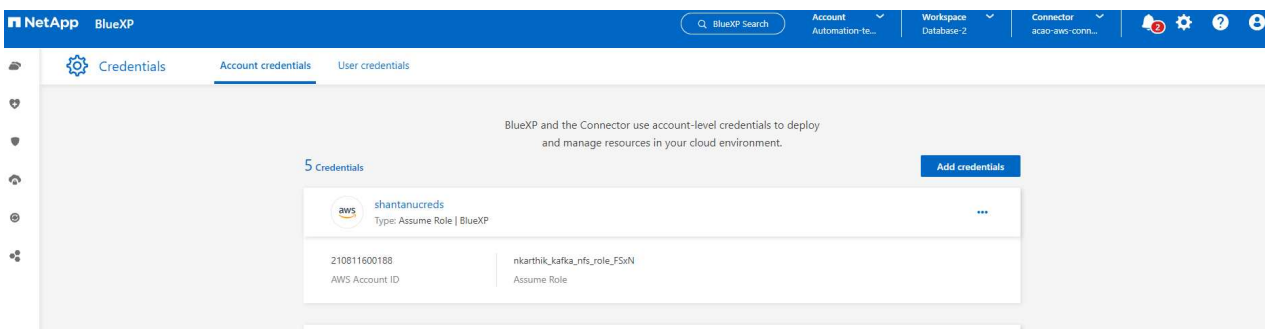 NetApp BlueXP
BlueXP Search
Account
Automation-te...
Workspace
Database-2
Connector
acao-aws-conn...
2
?
Credentials
Account credentials
User credentials
BlueXP and the Connector use account-level credentials to deploy
and manage resources in your cloud environment.
5 Credentials
Add credentials
aws
shantanucreds
Type: Assume Role | BlueXP
210811600188
AWS Account ID
nkarthik_kafka_nfs_role_FSxN
Assume Role